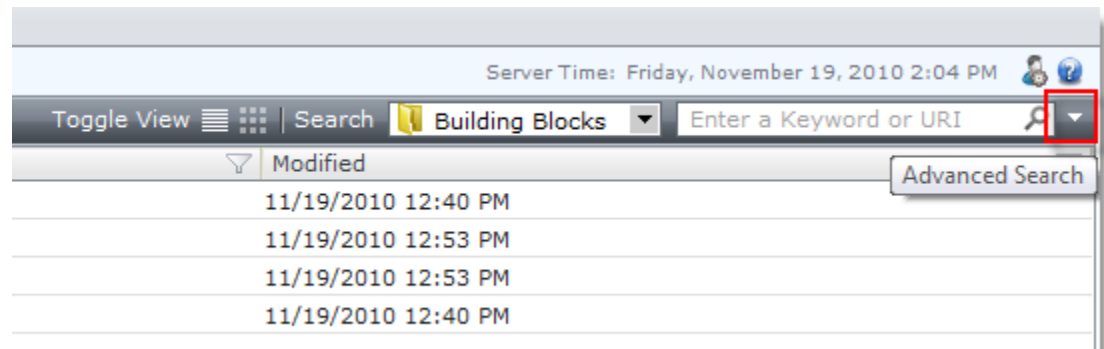 Server Time: Friday, November 19, 2010 2:04 PM
Toggle View | Search Building Blocks Enter a Keyword or URI
Modified
Advanced Search
11/19/2010 12:40 PM
11/19/2010 12:53 PM
11/19/2010 12:53 PM
11/19/2010 12:40 PM